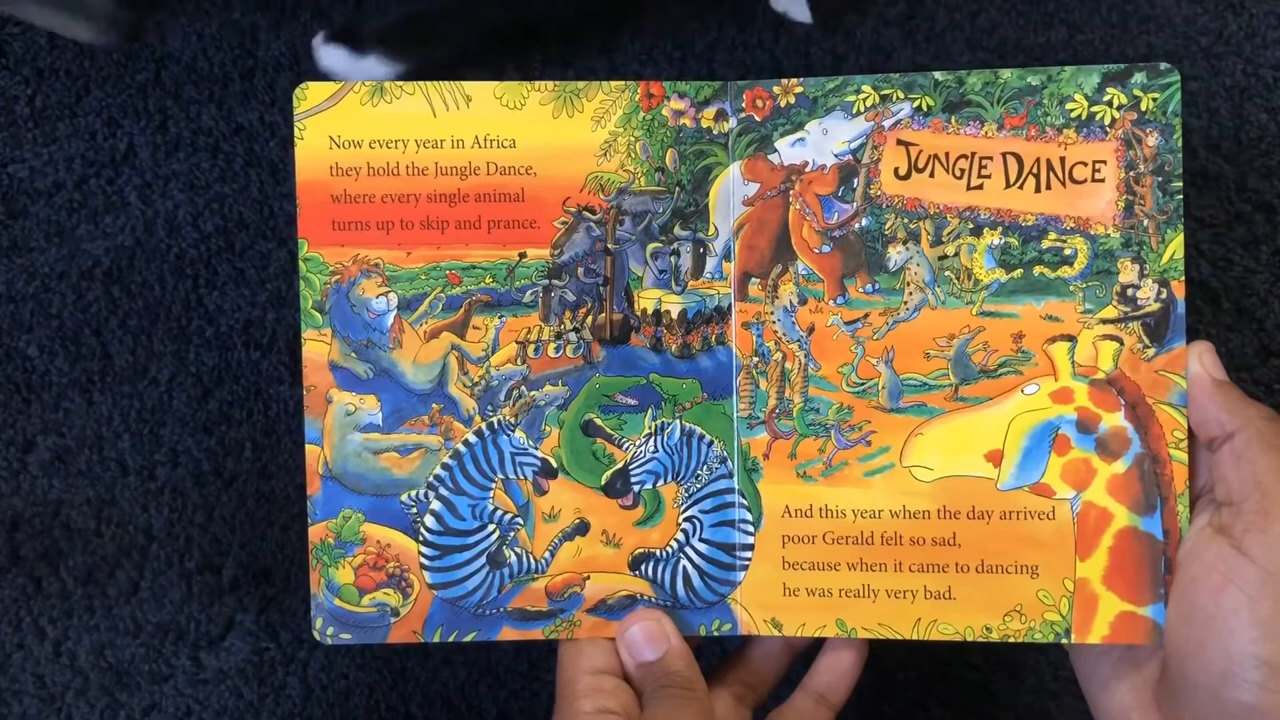 Now every year in Africa
they hold the Jungle Dance,
where every single animal
turns up to skip and prance.
JUNGLE DANCE
And this year when the day arrived
poor Gerald felt so sad,
because when it came to dancing
he was really very bad.